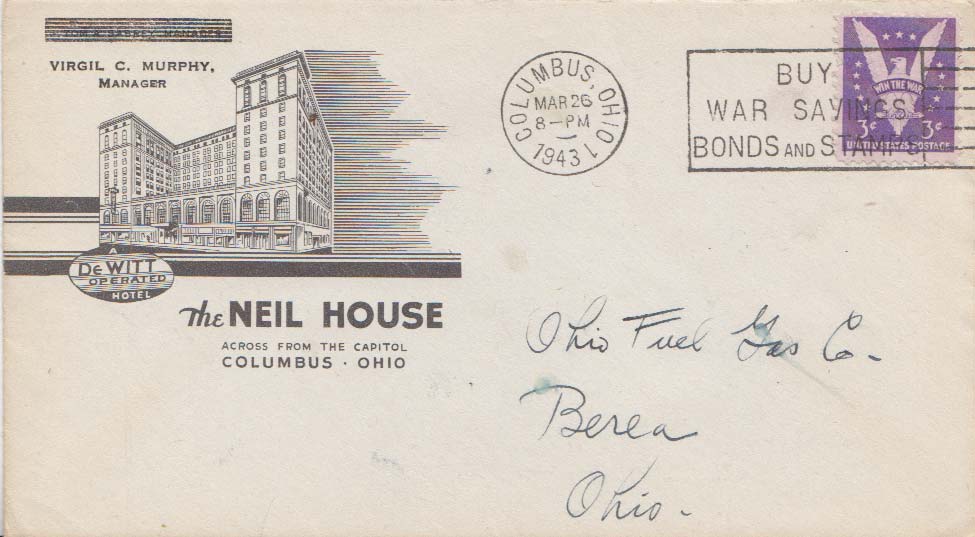 VIRGIL C. MURPHY,
MANAGER
A
DeWITT
OPERATED
HOTEL
The NEIL HOUSE
ACROSS FROM THE CAPITOL
COLUMBUS · OHIO
COLUMBUS, OHIO
MAR 26
8-PM
1943
1
BUY
WAR SAVINGS
BONDS AND STAMPS
WIN THE WAR
3¢ 3¢
UNITED STATES POSTAGE
Ohio Fuel Gas Co.
Berea
Ohio.